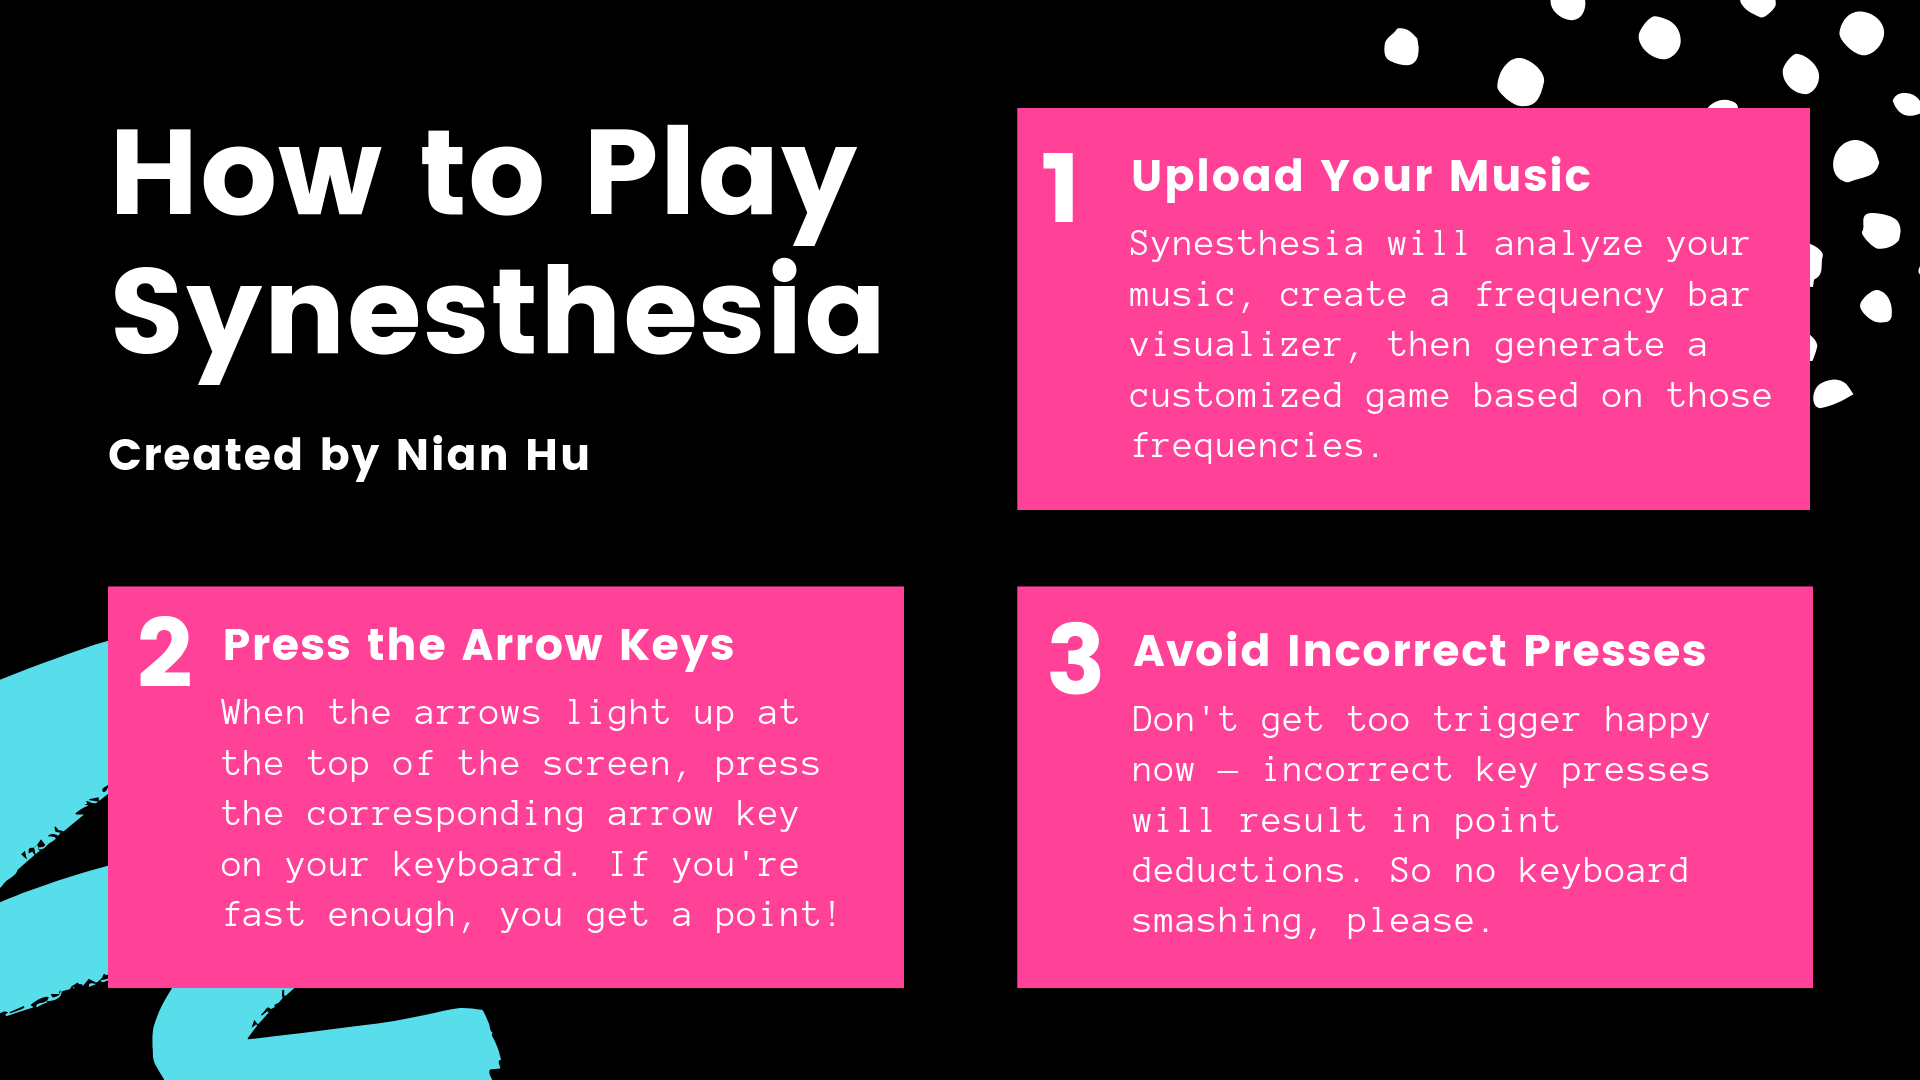 How to Play
Synesthesia
Created by Nian Hu
1
Upload Your Music
Synesthesia will analyze your
music, create a frequency bar
visualizer, then generate a
customized game based on those
frequencies.
2
Press the Arrow Keys
When the arrows light up at
the top of the screen, press
the corresponding arrow key
on your keyboard. If you're
fast enough, you get a point!
3
Avoid Incorrect Presses
Don't get too trigger happy
now — incorrect key presses
will result in point
deductions. So no keyboard
smashing, please.